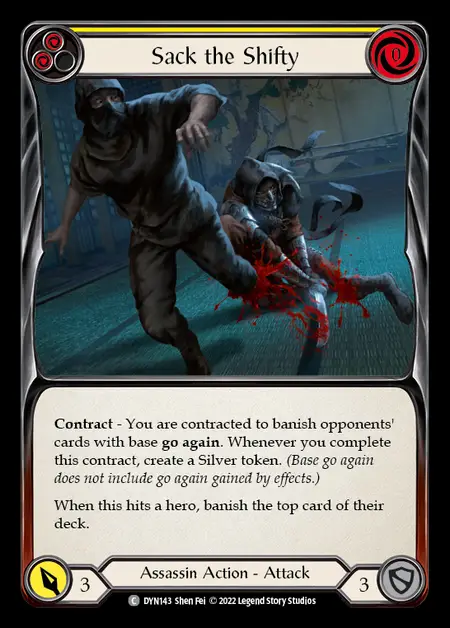 Sack the Shifty
0
Contract - You are contracted to banish opponents'
cards with base go again. Whenever you complete
this contract, create a Silver token. (Base go again
does not include go again gained by effects.)
When this hits a hero, banish the top card of their
deck.
3
Assassin Action - Attack
3
C DYN143 Shen Fei © 2022 Legend Story Studios